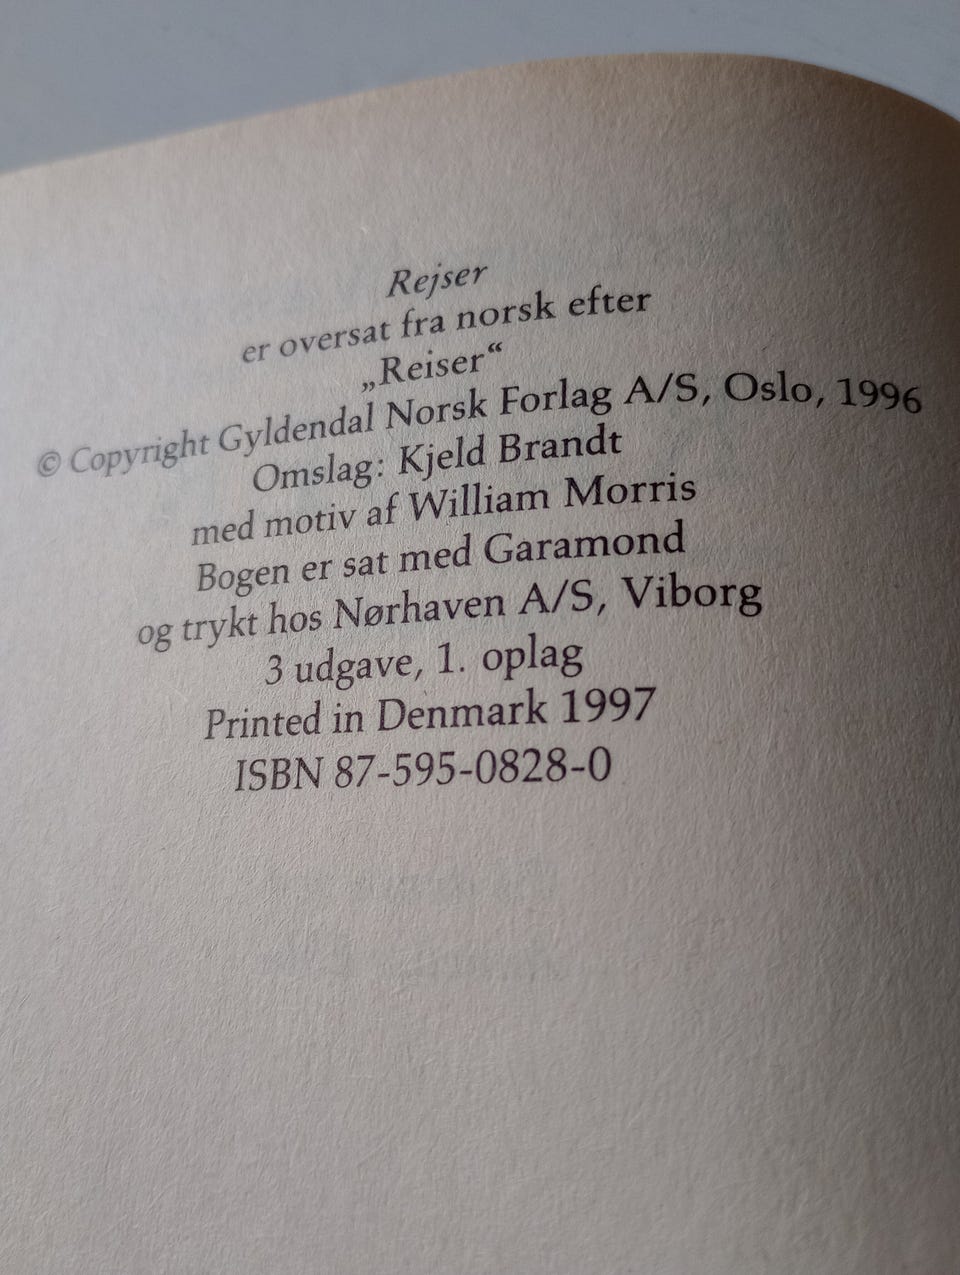 Rejser
er oversat fra norsk efter
„Reiser“
© Copyright Gyldendal Norsk Forlag A/S, Oslo, 1996
Omslag: Kjeld Brandt
med motiv af William Morris
Bogen er sat med Garamond
og trykt hos Nørhaven A/S, Viborg
3 udgave, 1. oplag
Printed in Denmark 1997
ISBN 87-595-0828-0